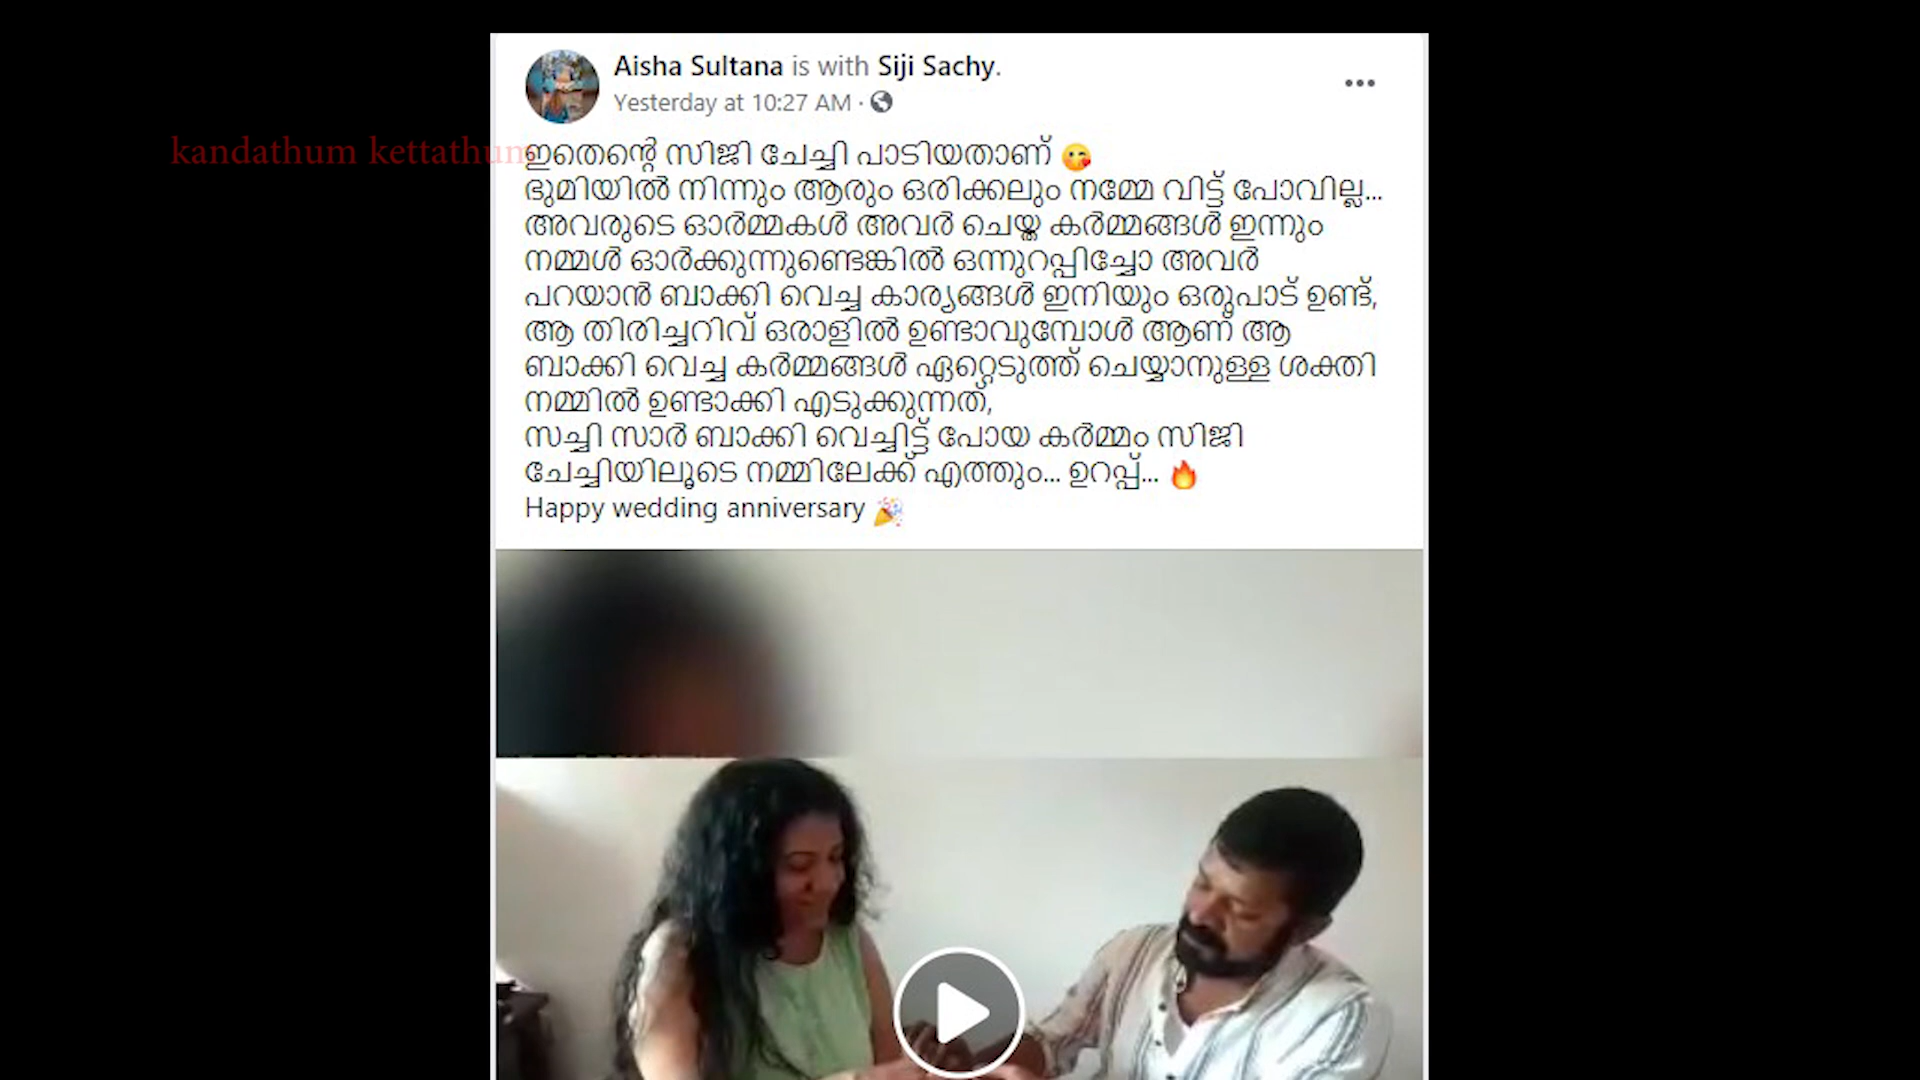 Aisha Sultana is with Siji Sachy.
Yesterday at 10:27 AM ·
kandathum kettathum
ഇതെന്റെ സിജി ചേച്ചി പാടിയതാണ് 😋
ഭൂമിയിൽ നിന്നും ആരും ഒരിക്കലും നമ്മേ വിട്ട് പോവില്ല...
അവരുടെ ഓർമ്മകൾ അവർ ചെയ്ത കർമ്മങ്ങൾ ഇന്നും
നമ്മൾ ഓർക്കുന്നുണ്ടെങ്കിൽ ഒന്നുറപ്പിച്ചോ അവർ
പറയാൻ ബാക്കി വെച്ച കാര്യങ്ങൾ ഇനിയും ഒരുപാട് ഉണ്ട്,
ആ തിരിച്ചറിവ് ഒരാളിൽ ഉണ്ടാവുമ്പോൾ ആണ് ആ
ബാക്കി വെച്ച കർമ്മങ്ങൾ ഏറ്റെടുത്ത് ചെയ്യാനുള്ള ശക്തി
നമ്മിൽ ഉണ്ടാക്കി എടുക്കുന്നത്,
സച്ചി സാർ ബാക്കി വെച്ചിട്ട് പോയ കർമ്മം സിജി
ചേച്ചിയിലൂടെ നമ്മിലേക്ക് എത്തും... ഉറപ്പ്... 🔥
Happy wedding anniversary 🎉